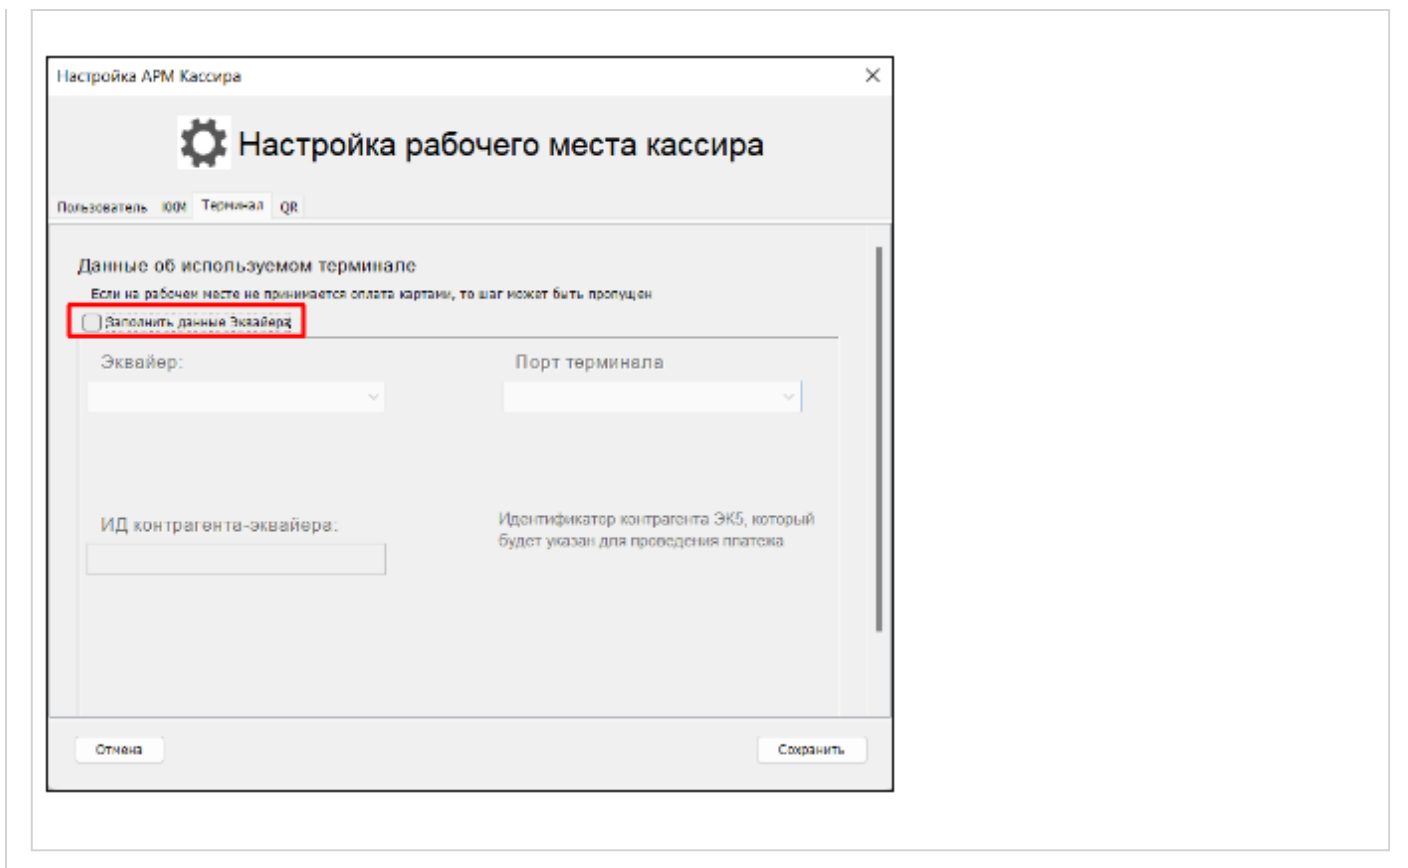 Настройка АРМ Кассира
Настройка рабочего места кассира
Пользователь ККМ Терминал QR
Данные об используемом терминале
Если на рабочем месте не принимается оплата картами, то шаг может быть пропущен
Заполнить данные Эквайера
Эквайер: Порт терминала
ИД контрагента-эквайера: Идентификатор контрагента ЭК5, который
будет указан для проведения платежа
Отмена Сохранить